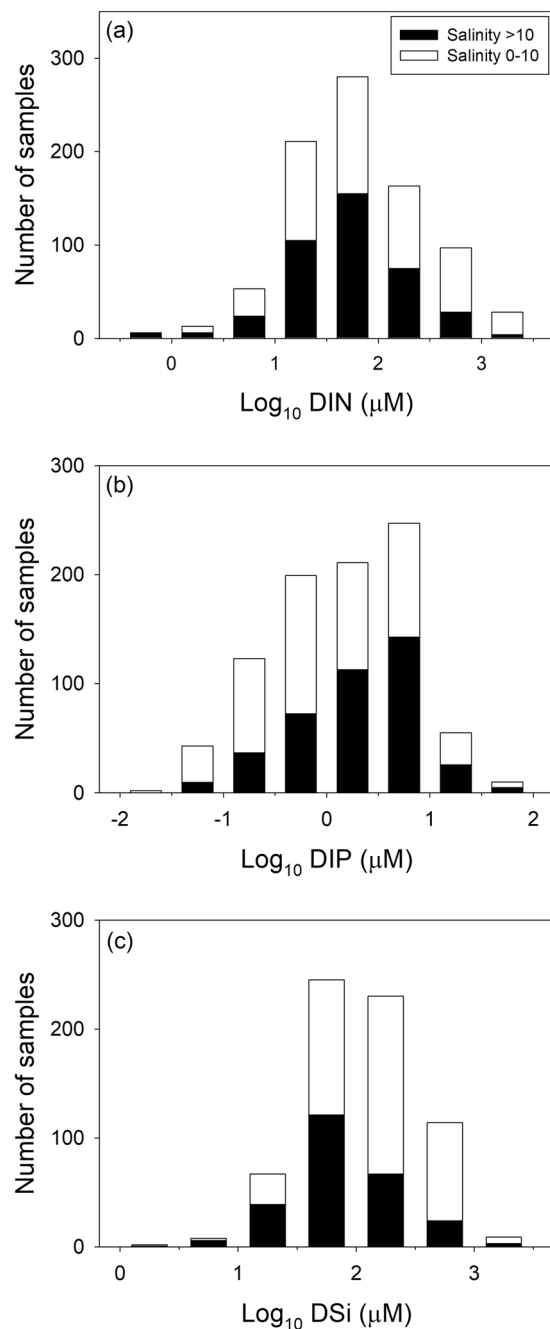 (a)
Salinity >10
Salinity 0-10
Number of samples
300
200
100
0
0 1 2 3
Log₁₀ DIN (μM)
(b)
Number of samples
300
200
100
0
-2 -1 0 1 2
Log₁₀ DIP (μM)
(c)
Number of samples
300
200
100
0
0 1 2 3
Log₁₀ DSi (μM)